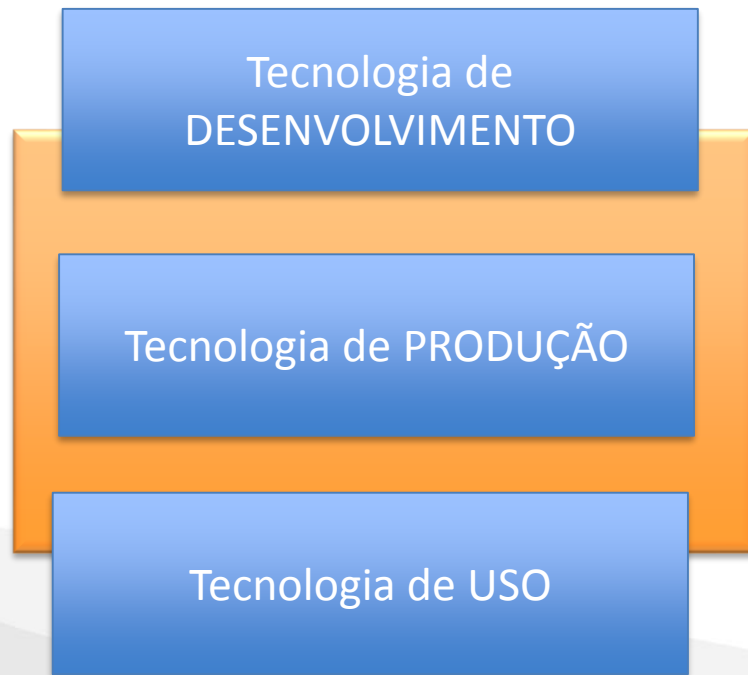 Tecnologia de
DESENVOLVIMENTO
Tecnologia de PRODUÇÃO
Tecnologia de USO